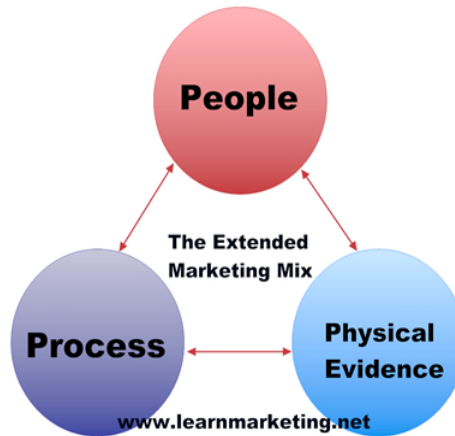 People
The Extended
Marketing Mix
Process
Physical
Evidence
www.learnmarketing.net